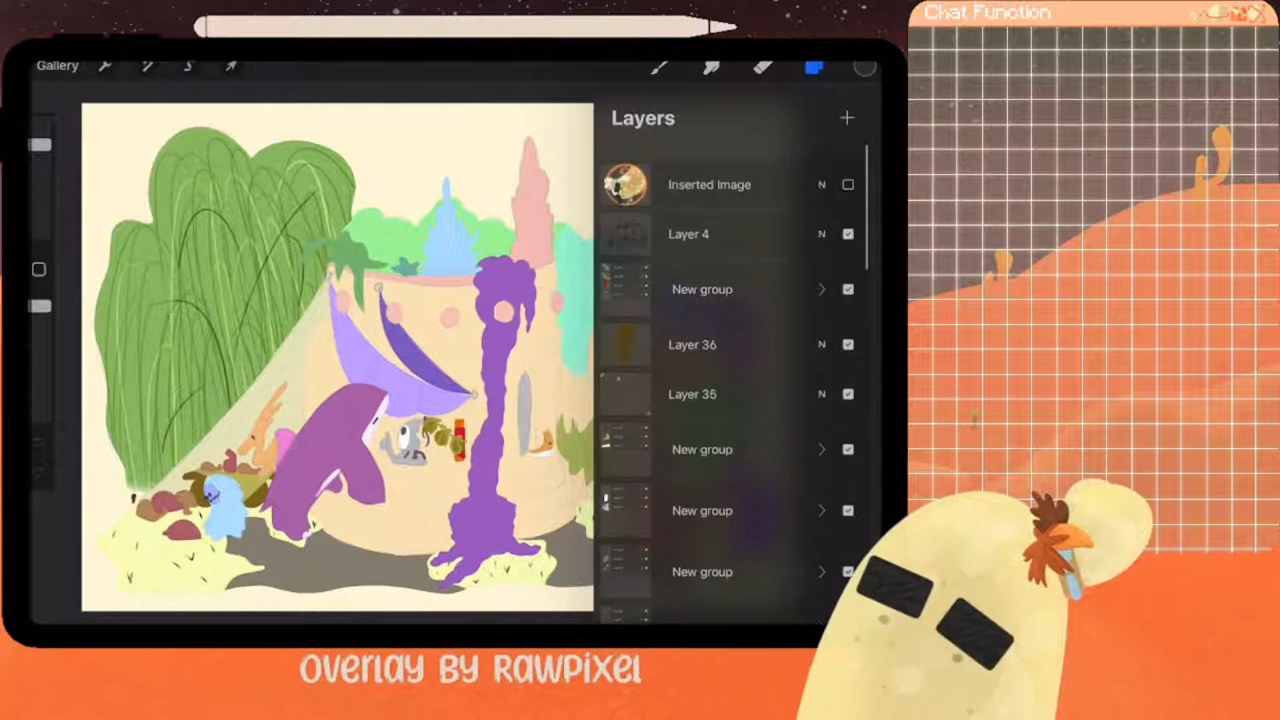 Chat Function
Gallery
Layers
Inserted Image N
Layer 4 N
New group
Layer 36 N
Layer 35 N
New group
New group
New group
Overlay by Rawpixel